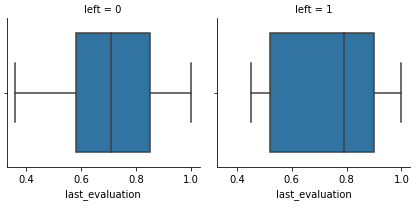 left = 0
left = 1
0.4 0.6 0.8 1.0
0.4 0.6 0.8 1.0
last_evaluation
last_evaluation